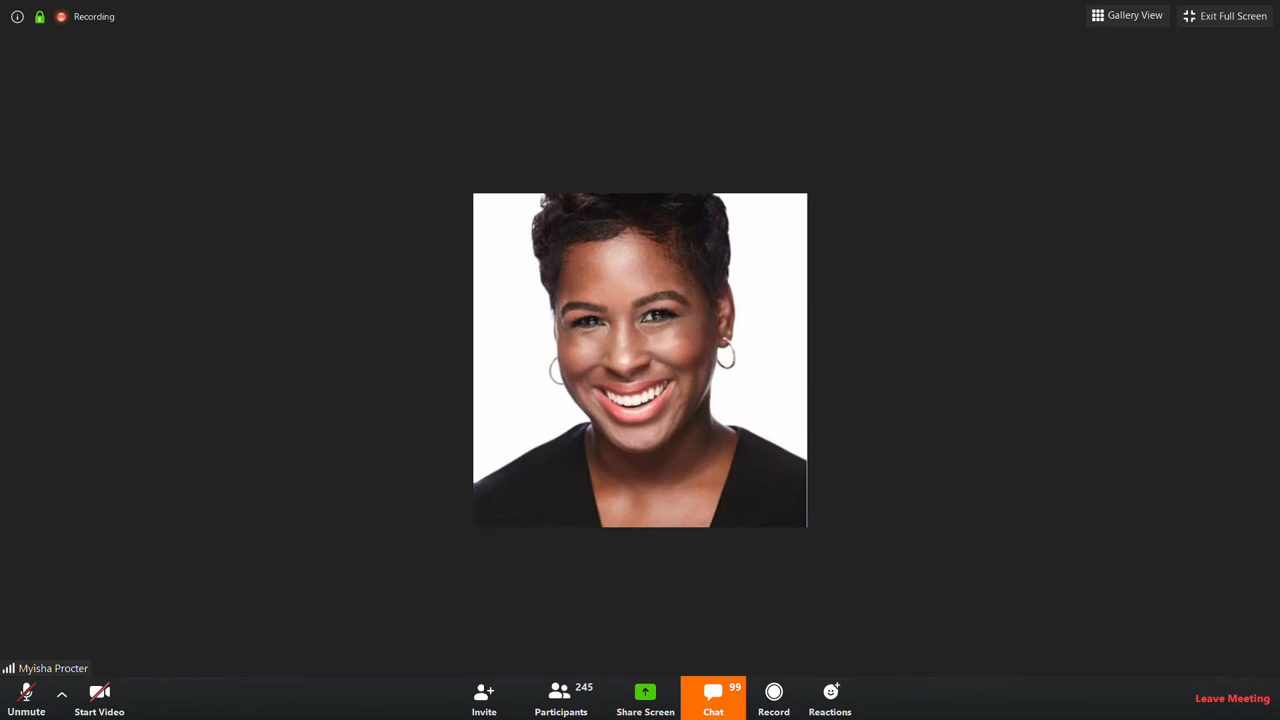 Recording
Gallery View
Exit Full Screen
Myisha Procter
Unmute
Start Video
Invite
245
Participants
Share Screen
99
Chat
Record
Reactions
Leave Meeting